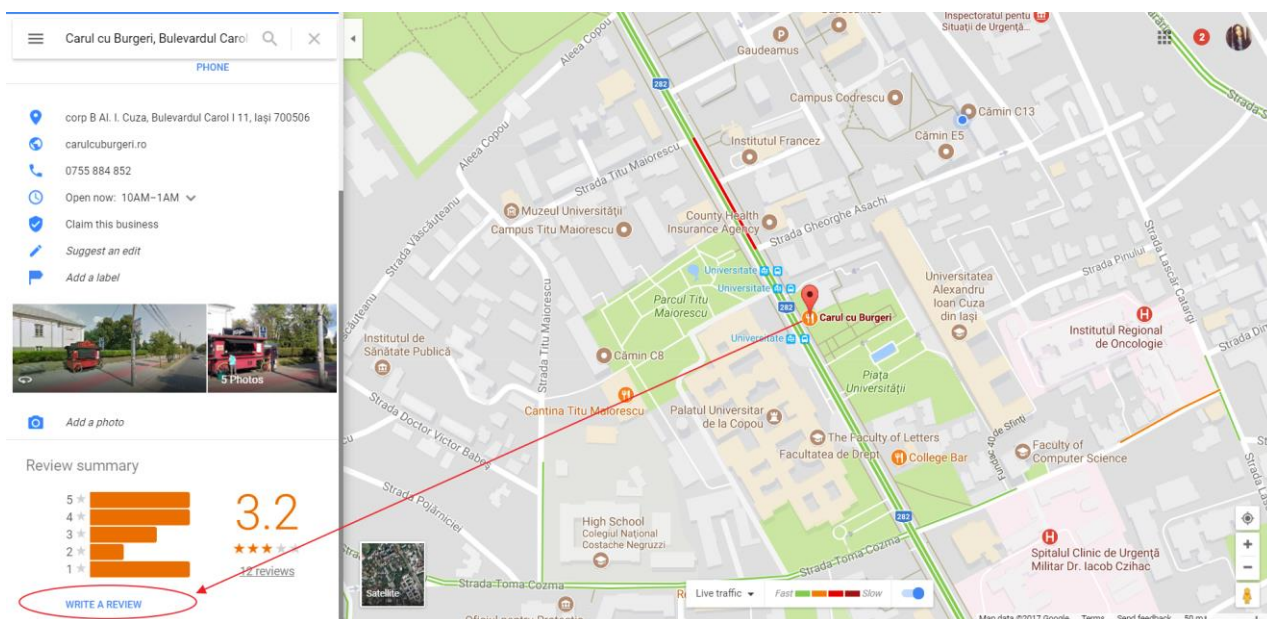 Carul cu Burgeri, Bulevardul Carol
PHONE
corp B Al. I. Cuza, Bulevardul Carol I 11, Iași 700506
carulcuburgeri.ro
0755 884 852
Open now: 10AM–1AM
Claim this business
Suggest an edit
Add a label
5 Photos
Add a photo
Review summary
5
4
3
2
1
3.2
12 reviews
WRITE A REVIEW
Inspectoratul pentu
Situații de Urgență...
2
Gaudeamus
Aleea Copou
282
Campus Codrescu
Cămin C13
Cămin E5
Institutul Francez
Aleea Copou
Strada Titu Maiorescu
Muzeul Universității
Campus Titu Maiorescu
County Health
Insurance Agency
Strada Gheorghe Asachi
Strada Văscăuțeanu
Strada Lascăr Catargi
Strada Pinului
Universitate
Universitate
Universitatea
Alexandru
Ioan Cuza
din Iași
Parcul Titu
Maiorescu
282
Carul cu Burgeri
Institutul Regional
de Oncologie
Universitate
Institutul de
Sănătate Publică
Cămin C8
Strada Titu Maiorescu
Piața
Universității
Cantina Titu Maiorescu
Palatul Universitar
de la Copou
Strada Doctor Victor Babeș
The Faculty of Letters
Facultatea de Drept
College Bar
Fundac 40 de Sfinți
Faculty of
Computer Science
Strada Pojărniciei
282
High School
Colegiul Național
Costache Negruzzi
Spitalul Clinic de Urgență
Militar Dr. Iacob Czihac
Strada Toma Cozma
Strada Toma Cozma
Satellite
Live traffic
Fast
Slow
Map data ©2017 Google
Terms
Send feedback
50 m